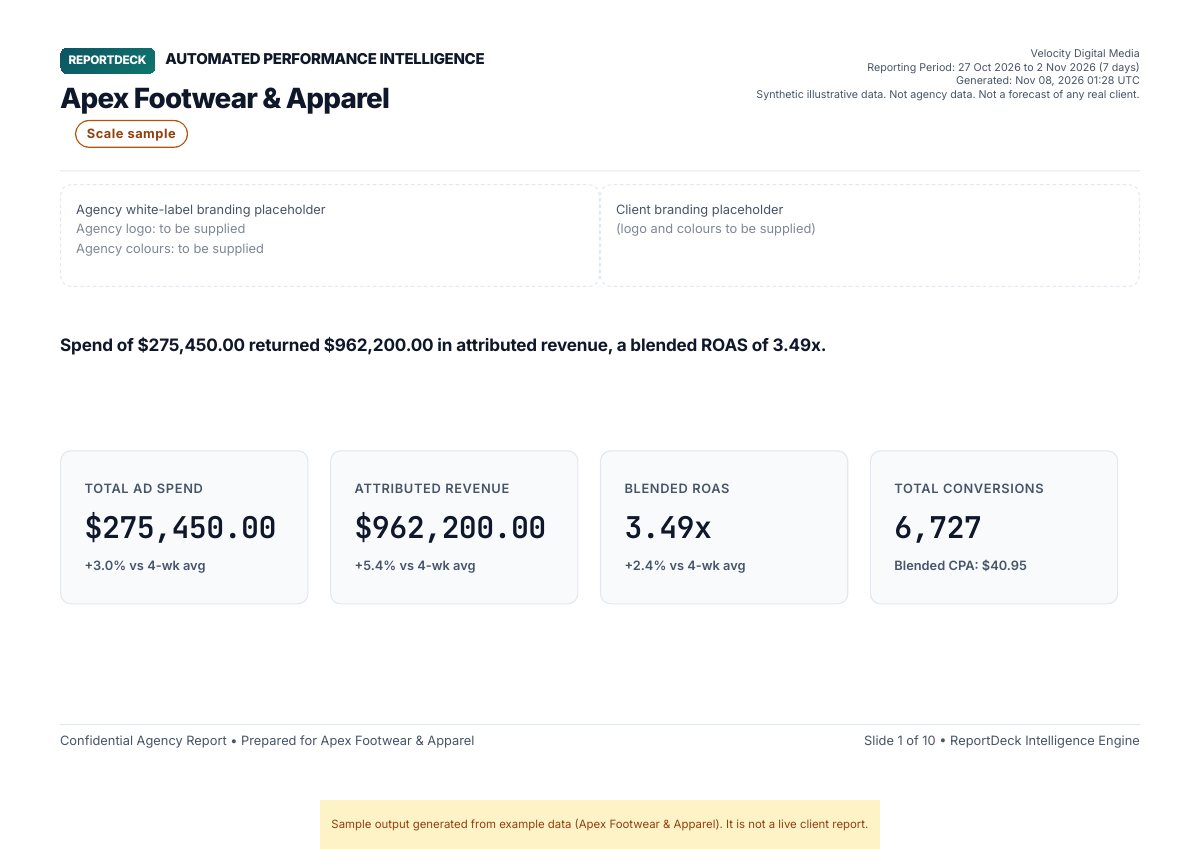 REPORTDECK AUTOMATED PERFORMANCE INTELLIGENCE
Apex Footwear & Apparel
Scale sample
Velocity Digital Media
Reporting Period: 27 Oct 2026 to 2 Nov 2026 (7 days)
Generated: Nov 08, 2026 01:28 UTC
Synthetic illustrative data. Not agency data. Not a forecast of any real client.
Agency white-label branding placeholder
Agency logo: to be supplied
Agency colours: to be supplied
Client branding placeholder
(logo and colours to be supplied)
Spend of $275,450.00 returned $962,200.00 in attributed revenue, a blended ROAS of 3.49x.
TOTAL AD SPEND
$275,450.00
+3.0% vs 4-wk avg
ATTRIBUTED REVENUE
$962,200.00
+5.4% vs 4-wk avg
BLENDED ROAS
3.49x
+2.4% vs 4-wk avg
TOTAL CONVERSIONS
6,727
Blended CPA: $40.95
Confidential Agency Report • Prepared for Apex Footwear & Apparel
Slide 1 of 10 • ReportDeck Intelligence Engine
Sample output generated from example data (Apex Footwear & Apparel). It is not a live client report.